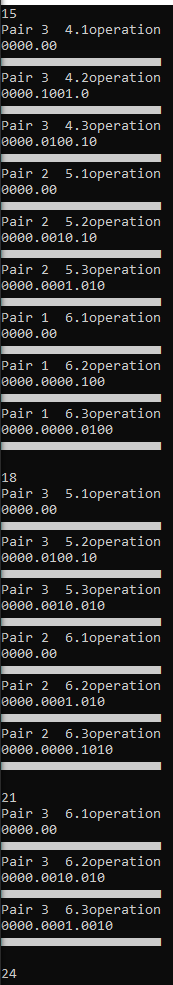 15
Pair 3  4.1operation
0000.00
Pair 3  4.2operation
0000.1001.0
Pair 3  4.3operation
0000.0100.10
Pair 2  5.1operation
0000.00
Pair 2  5.2operation
0000.0010.10
Pair 2  5.3operation
0000.0001.010
Pair 1  6.1operation
0000.00
Pair 1  6.2operation
0000.0000.100
Pair 1  6.3operation
0000.0000.0100
18
Pair 3  5.1operation
0000.00
Pair 3  5.2operation
0000.0100.10
Pair 3  5.3operation
0000.0010.010
Pair 2  6.1operation
0000.00
Pair 2  6.2operation
0000.0001.010
Pair 2  6.3operation
0000.0000.1010
21
Pair 3  6.1operation
0000.00
Pair 3  6.2operation
0000.0010.010
Pair 3  6.3operation
0000.0001.0010
24